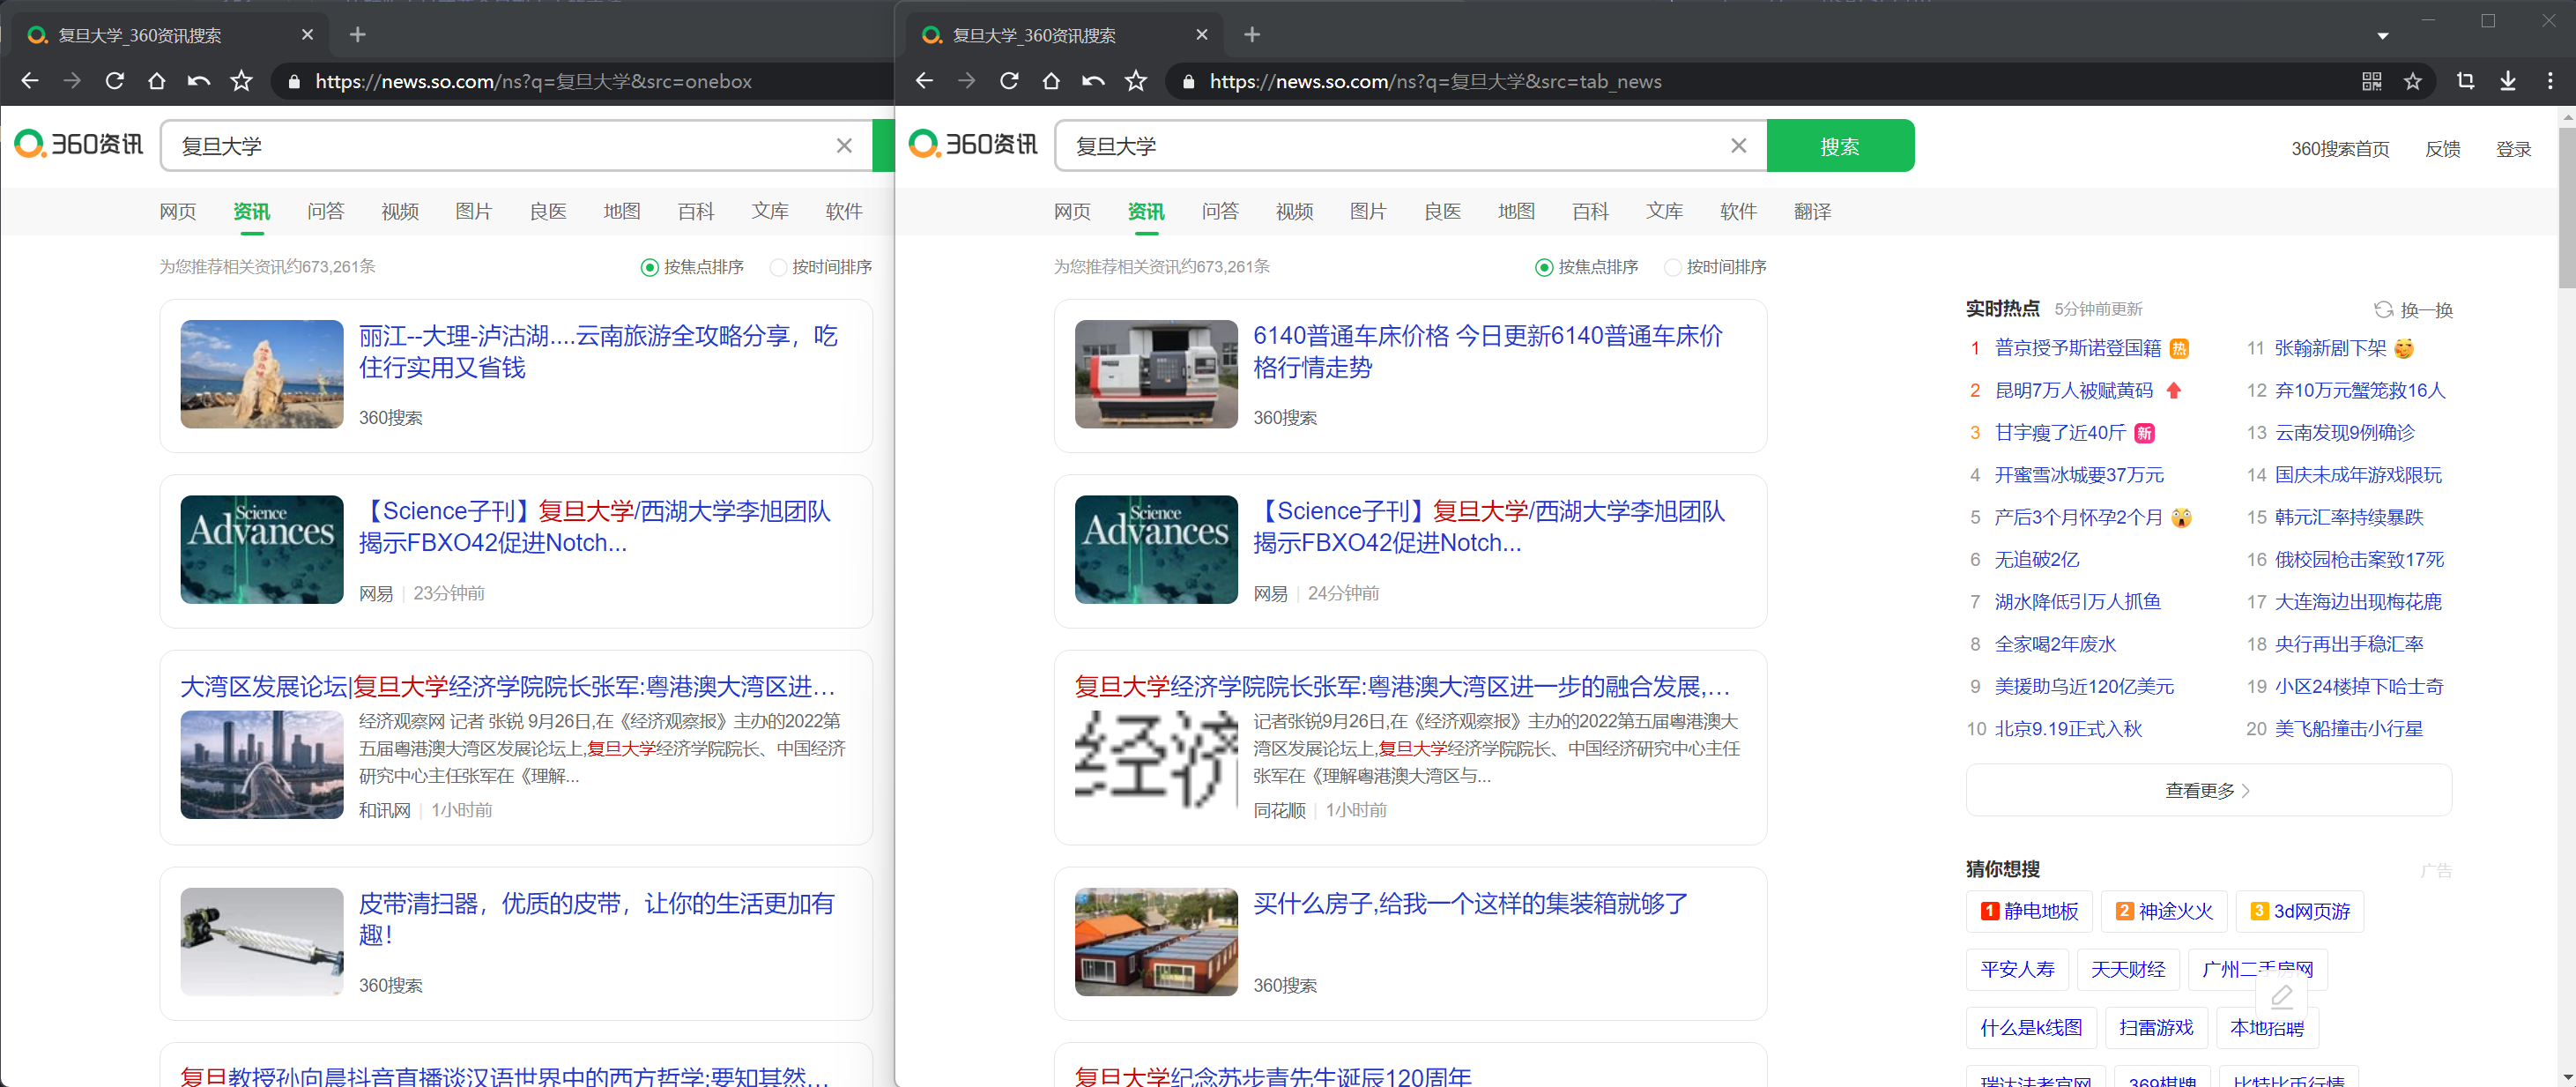 复旦大学_360资讯搜索
https://news.so.com/ns?q=复旦大学&src=onebox
360资讯
复旦大学
网页 资讯 问答 视频 图片 良医 地图 百科 文库 软件
为您推荐相关资讯约673,261条 按焦点排序 按时间排序
丽江--大理-泸沽湖....云南旅游全攻略分享，吃
住行实用又省钱
360搜索
Science
Advances
【Science子刊】复旦大学/西湖大学李旭团队
揭示FBXO42促进Notch...
网易 23分钟前
大湾区发展论坛|复旦大学经济学院院长张军:粤港澳大湾区进...
经济观察网 记者 张锐 9月26日,在《经济观察报》主办的2022第
五届粤港澳大湾区发展论坛上,复旦大学经济学院院长、中国经济
研究中心主任张军在《理解...
和讯网 1小时前
皮带清扫器，优质的皮带，让你的生活更加有
趣！
360搜索
复旦教授孙向晨抖音直播谈汉语世界中的西方哲学:要知其然...
复旦大学_360资讯搜索
https://news.so.com/ns?q=复旦大学&src=tab_news
360资讯
复旦大学
搜索
360搜索首页 反馈 登录
网页 资讯 问答 视频 图片 良医 地图 百科 文库 软件 翻译
为您推荐相关资讯约673,261条 按焦点排序 按时间排序
6140普通车床价格 今日更新6140普通车床价
格行情走势
360搜索
Science
Advances
【Science子刊】复旦大学/西湖大学李旭团队
揭示FBXO42促进Notch...
网易 24分钟前
复旦大学经济学院院长张军:粤港澳大湾区进一步的融合发展,...
经济
记者张锐9月26日,在《经济观察报》主办的2022第五届粤港澳大
湾区发展论坛上,复旦大学经济学院院长、中国经济研究中心主任
张军在《理解粤港澳大湾区与...
同花顺 1小时前
买什么房子,给我一个这样的集装箱就够了
360搜索
复旦大学纪念苏步青先生诞辰120周年
实时热点 5分钟前更新 换一换
1 普京授予斯诺登国籍 热
2 昆明7万人被赋黄码
3 甘宇瘦了近40斤 新
4 开蜜雪冰城要37万元
5 产后3个月怀孕2个月
6 无追破2亿
7 湖水降低引万人抓鱼
8 全家喝2年废水
9 美援助乌近120亿美元
10 北京9.19正式入秋
11 张翰新剧下架
12 弃10万元蟹笼救16人
13 云南发现9例确诊
14 国庆未成年游戏限玩
15 韩元汇率持续暴跌
16 俄校园枪击案致17死
17 大连海边出现梅花鹿
18 央行再出手稳汇率
19 小区24楼掉下哈士奇
20 美飞船撞击小行星
查看更多
猜你想搜 广告
1 静电地板 2 神途火火 3 3d网页游
平安人寿 天天财经 广州二手房网
什么是k线图 扫雷游戏 本地招聘
瑞达法考官网 369棋牌 比特比币行情